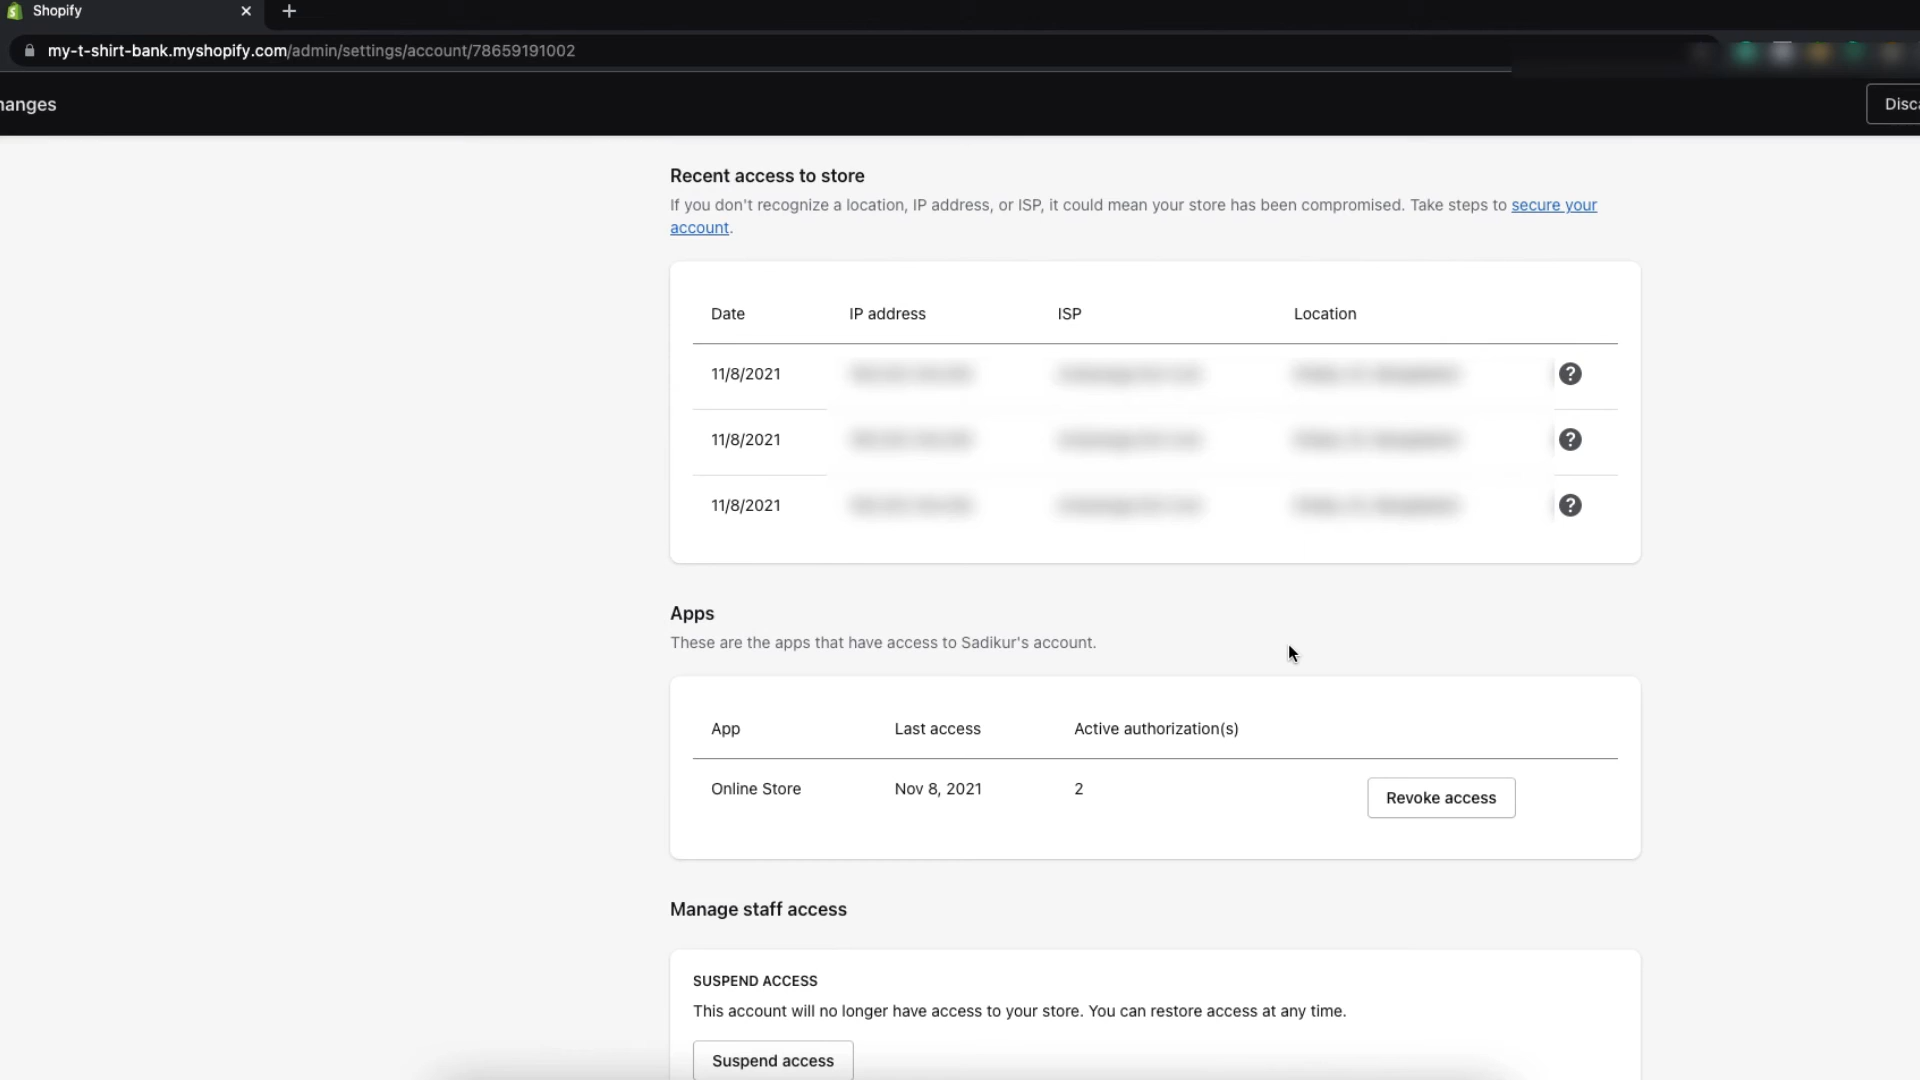 Shopify
my-t-shirt-bank.myshopify.com/admin/settings/account/78659191002
hanges
Disc
Recent access to store
If you don't recognize a location, IP address, or ISP, it could mean your store has been compromised. Take steps to secure your
account.
Date IP address ISP Location
11/8/2021
11/8/2021
11/8/2021
Apps
These are the apps that have access to Sadikur's account.
App Last access Active authorization(s)
Online Store Nov 8, 2021 2 Revoke access
Manage staff access
SUSPEND ACCESS
This account will no longer have access to your store. You can restore access at any time.
Suspend access